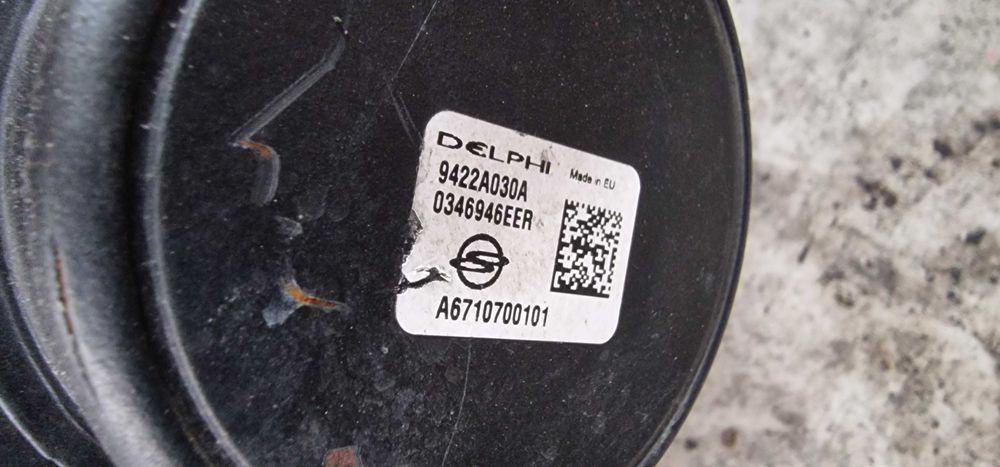 DELPHI
Made in EU
9422A030A
0346946EER
A6710700101